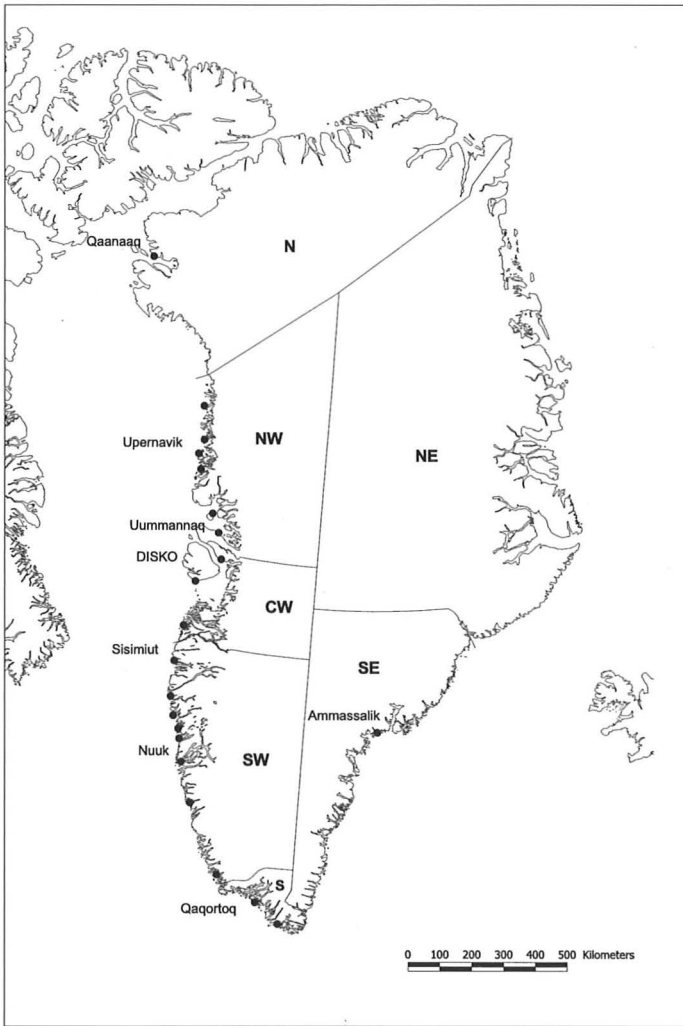 Qaanaaq
N
Upernavik
NW
NE
Uummannaq
DISKO
CW
Sisimiut
SE
Ammassalik
Nuuk
SW
S
Qaqortoq
0 100 200 300 400 500 Kilometers